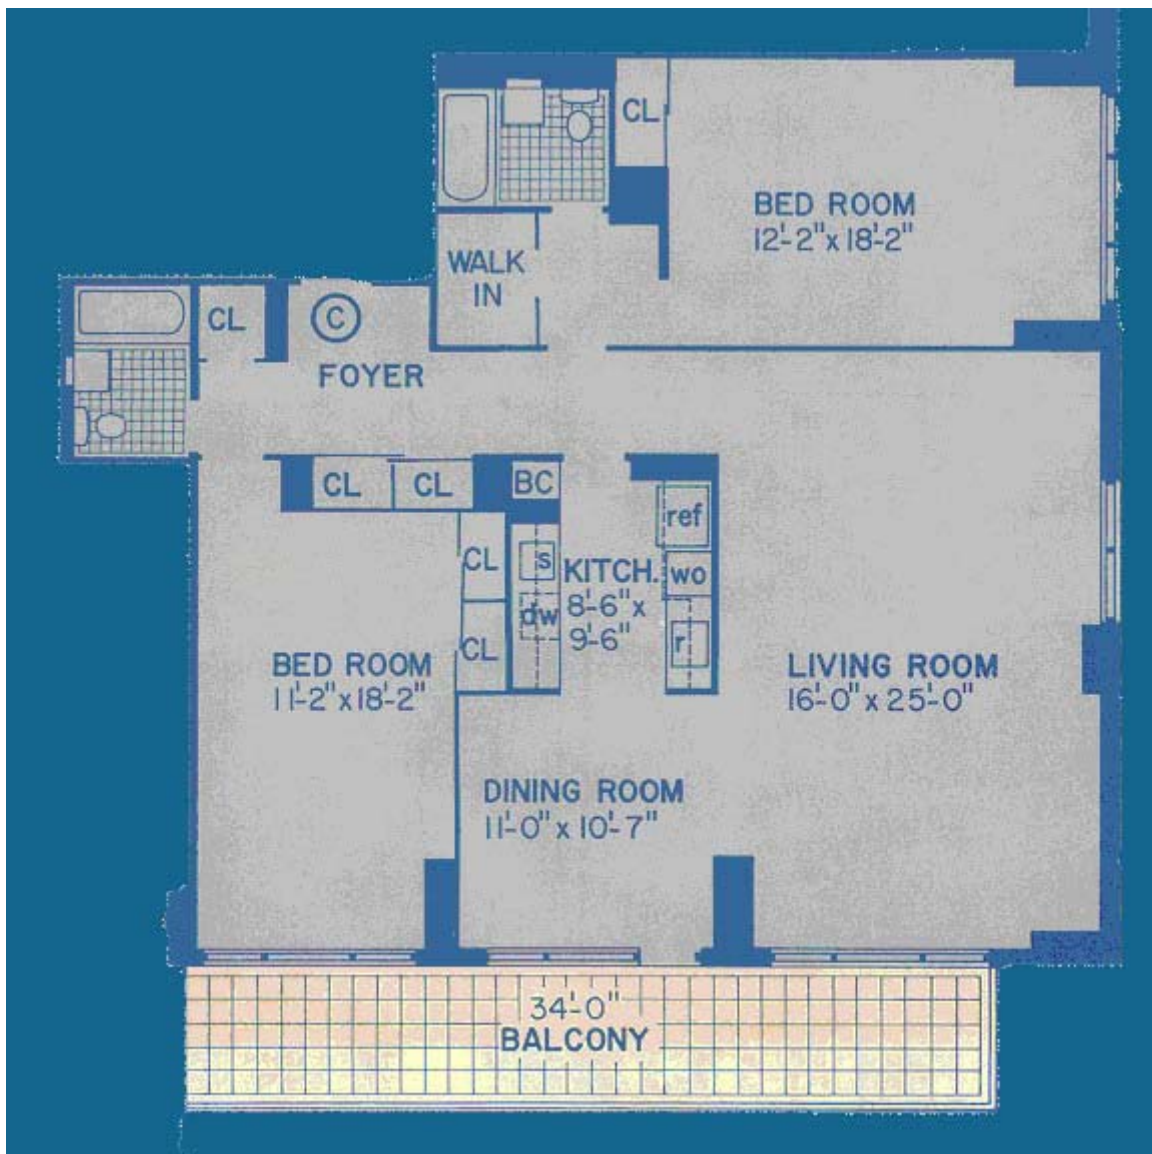 CL
BED ROOM
12'-2" x 18'-2"
WALK
IN
CL
C
FOYER
CL
CL
BC
ref
CL
s
KITCH.
8'-6" x
9'-6"
wo
dw
r
CL
BED ROOM
11'-2" x 18'-2"
LIVING ROOM
16'-0" x 25'-0"
DINING ROOM
11'-0" x 10'-7"
34'-0"
BALCONY